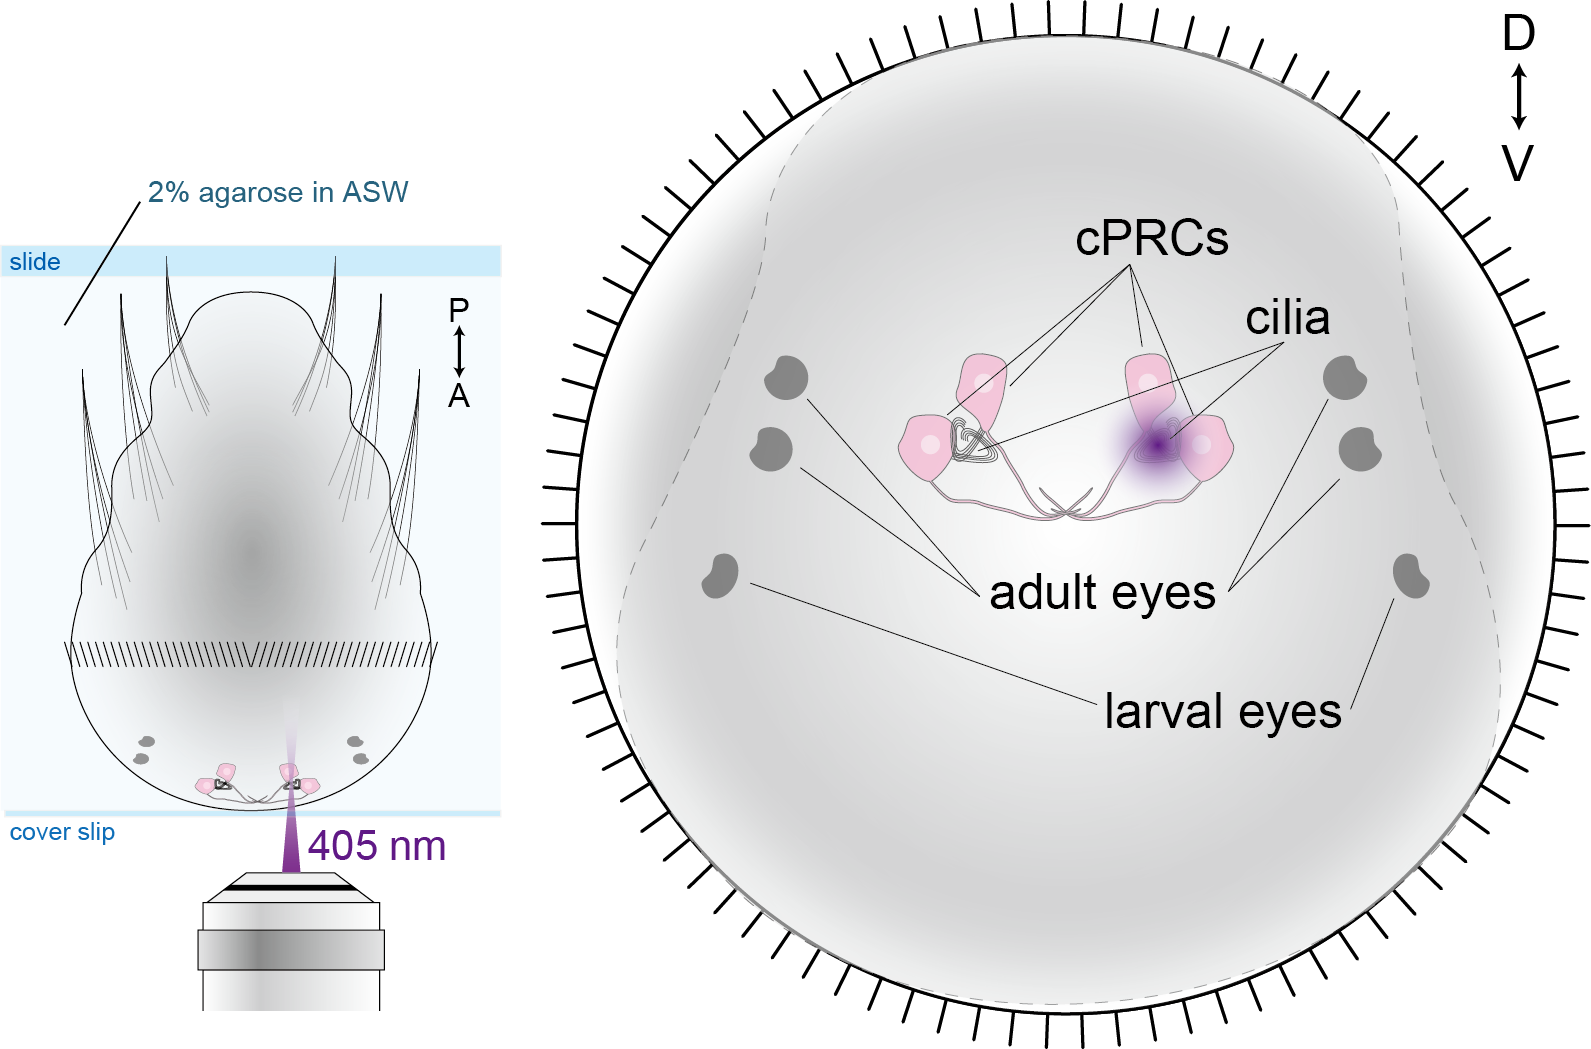 2% agarose in ASW
slide
P
A
cover slip
405 nm
D
V
cPRCs
cilia
adult eyes
larval eyes